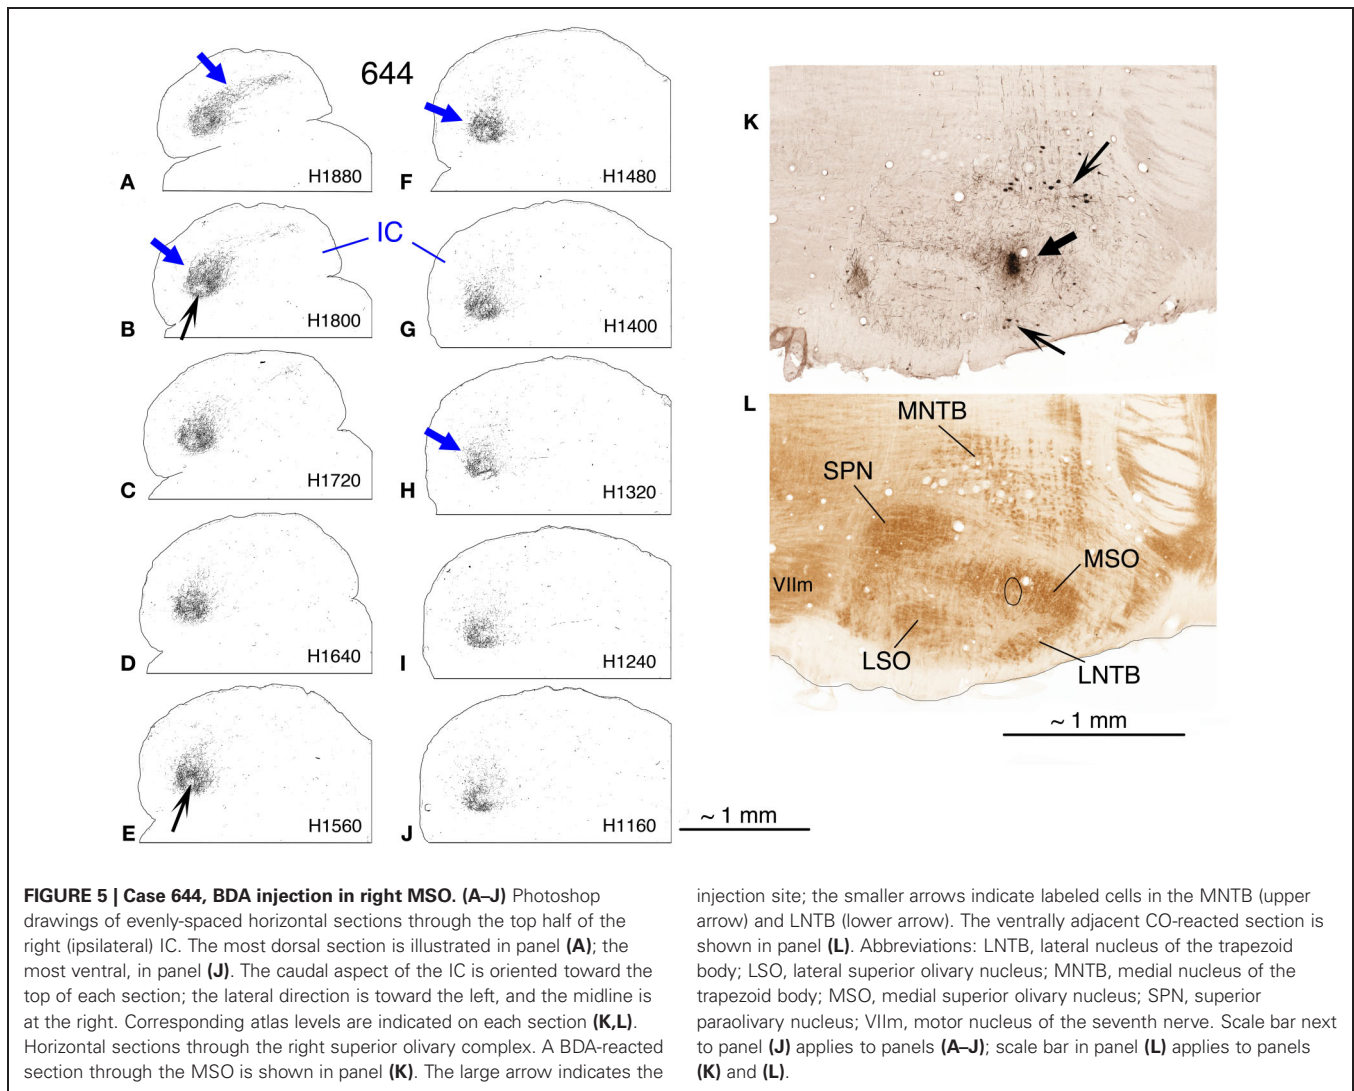 644
A
H1880
F
H1480
B
H1800
IC
G
H1400
C
H1720
H
H1320
D
H1640
I
H1240
E
H1560
J
H1160
~ 1 mm
K
L
MNTB
SPN
MSO
VIIm
LSO
LNTB
~ 1 mm
FIGURE 5 | Case 644, BDA injection in right MSO. (A–J) Photoshop
drawings of evenly-spaced horizontal sections through the top half of the
right (ipsilateral) IC. The most dorsal section is illustrated in panel (A); the
most ventral, in panel (J). The caudal aspect of the IC is oriented toward the
top of each section; the lateral direction is toward the left, and the midline is
at the right. Corresponding atlas levels are indicated on each section (K,L).
Horizontal sections through the right superior olivary complex. A BDA-reacted
section through the MSO is shown in panel (K). The large arrow indicates the
injection site; the smaller arrows indicate labeled cells in the MNTB (upper
arrow) and LNTB (lower arrow). The ventrally adjacent CO-reacted section is
shown in panel (L). Abbreviations: LNTB, lateral nucleus of the trapezoid
body; LSO, lateral superior olivary nucleus; MNTB, medial nucleus of the
trapezoid body; MSO, medial superior olivary nucleus; SPN, superior
paraolivary nucleus; VIIm, motor nucleus of the seventh nerve. Scale bar next
to panel (J) applies to panels (A–J); scale bar in panel (L) applies to panels
(K) and (L).